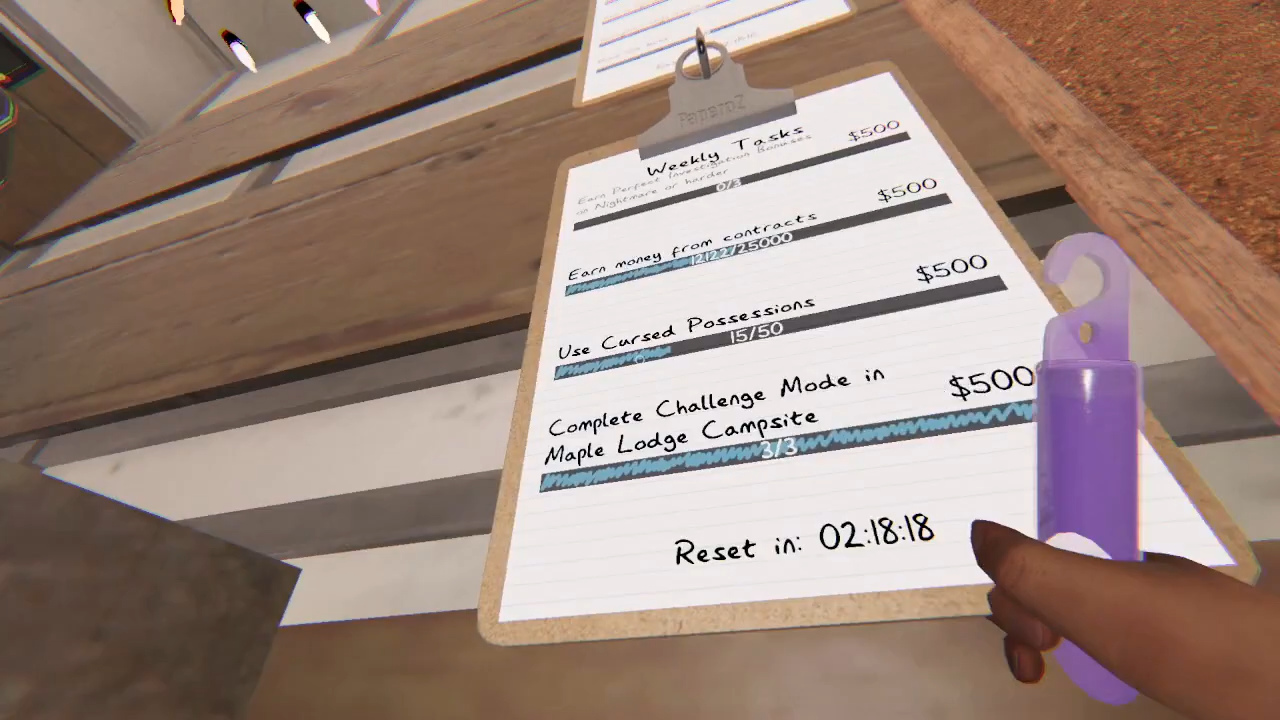 PaperDZ
Weekly Tasks
Earn Perfect Investigation Bonuses $500
on Nightmare or harder
0/3
Earn money from contracts $500
12122/25000
Use Cursed Possessions $500
15/50
Complete Challenge Mode in $500
Maple Lodge Campsite
3/3
Reset in: 02:18:18